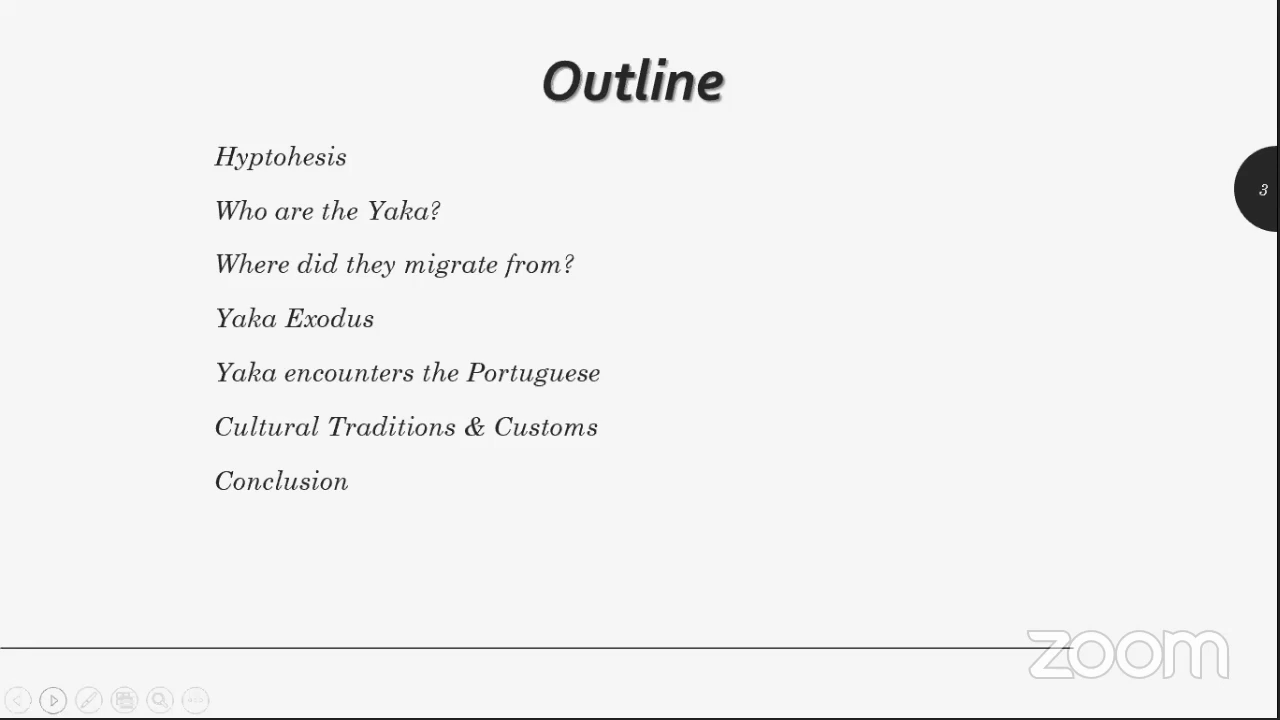 Outline
Hyptohesis
Who are the Yaka?
Where did they migrate from?
Yaka Exodus
Yaka encounters the Portuguese
Cultural Traditions & Customs
Conclusion
3
zoom